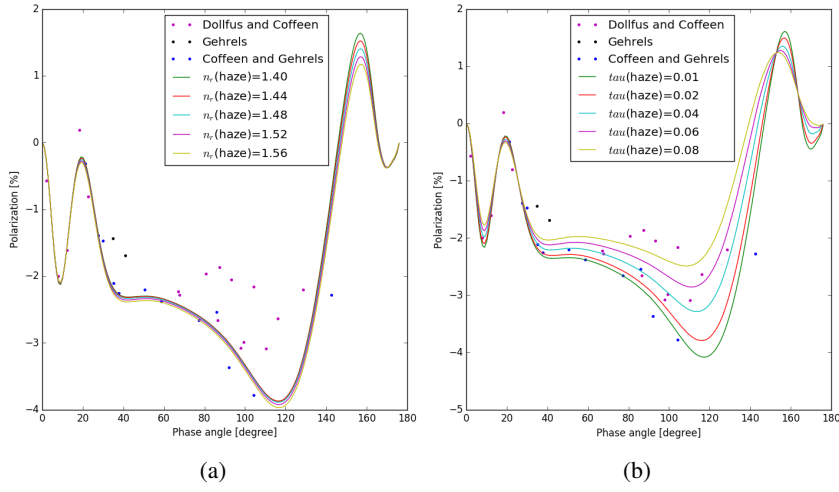 Dollfus and Coffeen
Gehrels
Coffeen and Gehrels
n_r(haze)=1.40
n_r(haze)=1.44
n_r(haze)=1.48
n_r(haze)=1.52
n_r(haze)=1.56
Polarization [%]
2
1
0
−1
−2
−3
−4
0 20 40 60 80 100 120 140 160 180
Phase angle [degree]
(a)
Dollfus and Coffeen
Gehrels
Coffeen and Gehrels
tau(haze)=0.01
tau(haze)=0.02
tau(haze)=0.04
tau(haze)=0.06
tau(haze)=0.08
Polarization [%]
2
1
0
−1
−2
−3
−4
−5
0 20 40 60 80 100 120 140 160 180
Phase angle [degree]
(b)